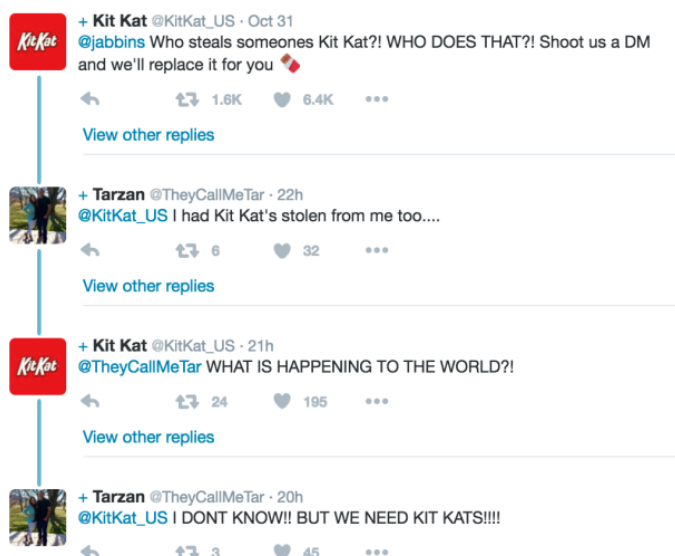 KitKat
+ Kit Kat @KitKat_US · Oct 31
@jabbins Who steals someones Kit Kat?! WHO DOES THAT?! Shoot us a DM
and we'll replace it for you 🍫
1.6K 6.4K •••
View other replies
+ Tarzan @TheyCallMeTar · 22h
@KitKat_US I had Kit Kat's stolen from me too....
6 32 •••
View other replies
KitKat
+ Kit Kat @KitKat_US · 21h
@TheyCallMeTar WHAT IS HAPPENING TO THE WORLD?!
24 195 •••
View other replies
+ Tarzan @TheyCallMeTar · 20h
@KitKat_US I DONT KNOW!! BUT WE NEED KIT KATS!!!!
3 45 •••